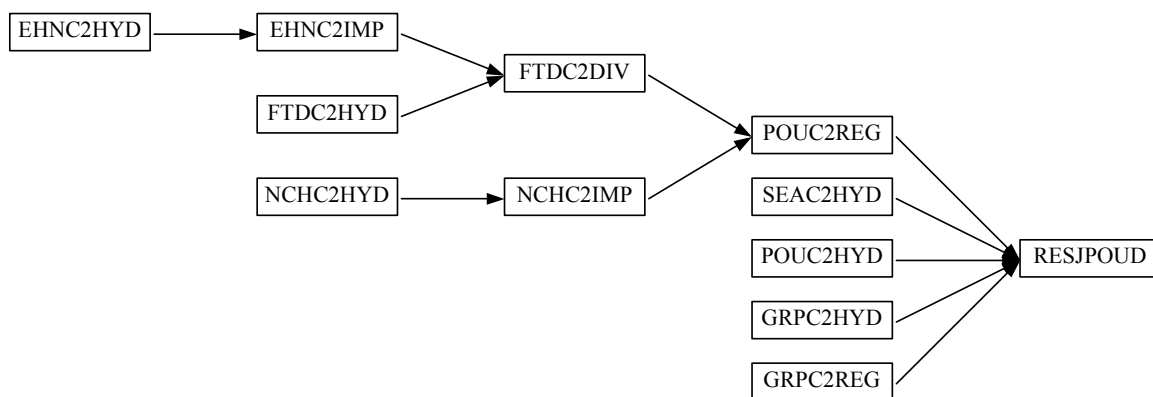 EHNC2HYD
EHNC2IMP
FTDC2DIV
FTDC2HYD
POUC2REG
NCHC2HYD
NCHC2IMP
SEAC2HYD
POUC2HYD
RESJPOUD
GRPC2HYD
GRPC2REG